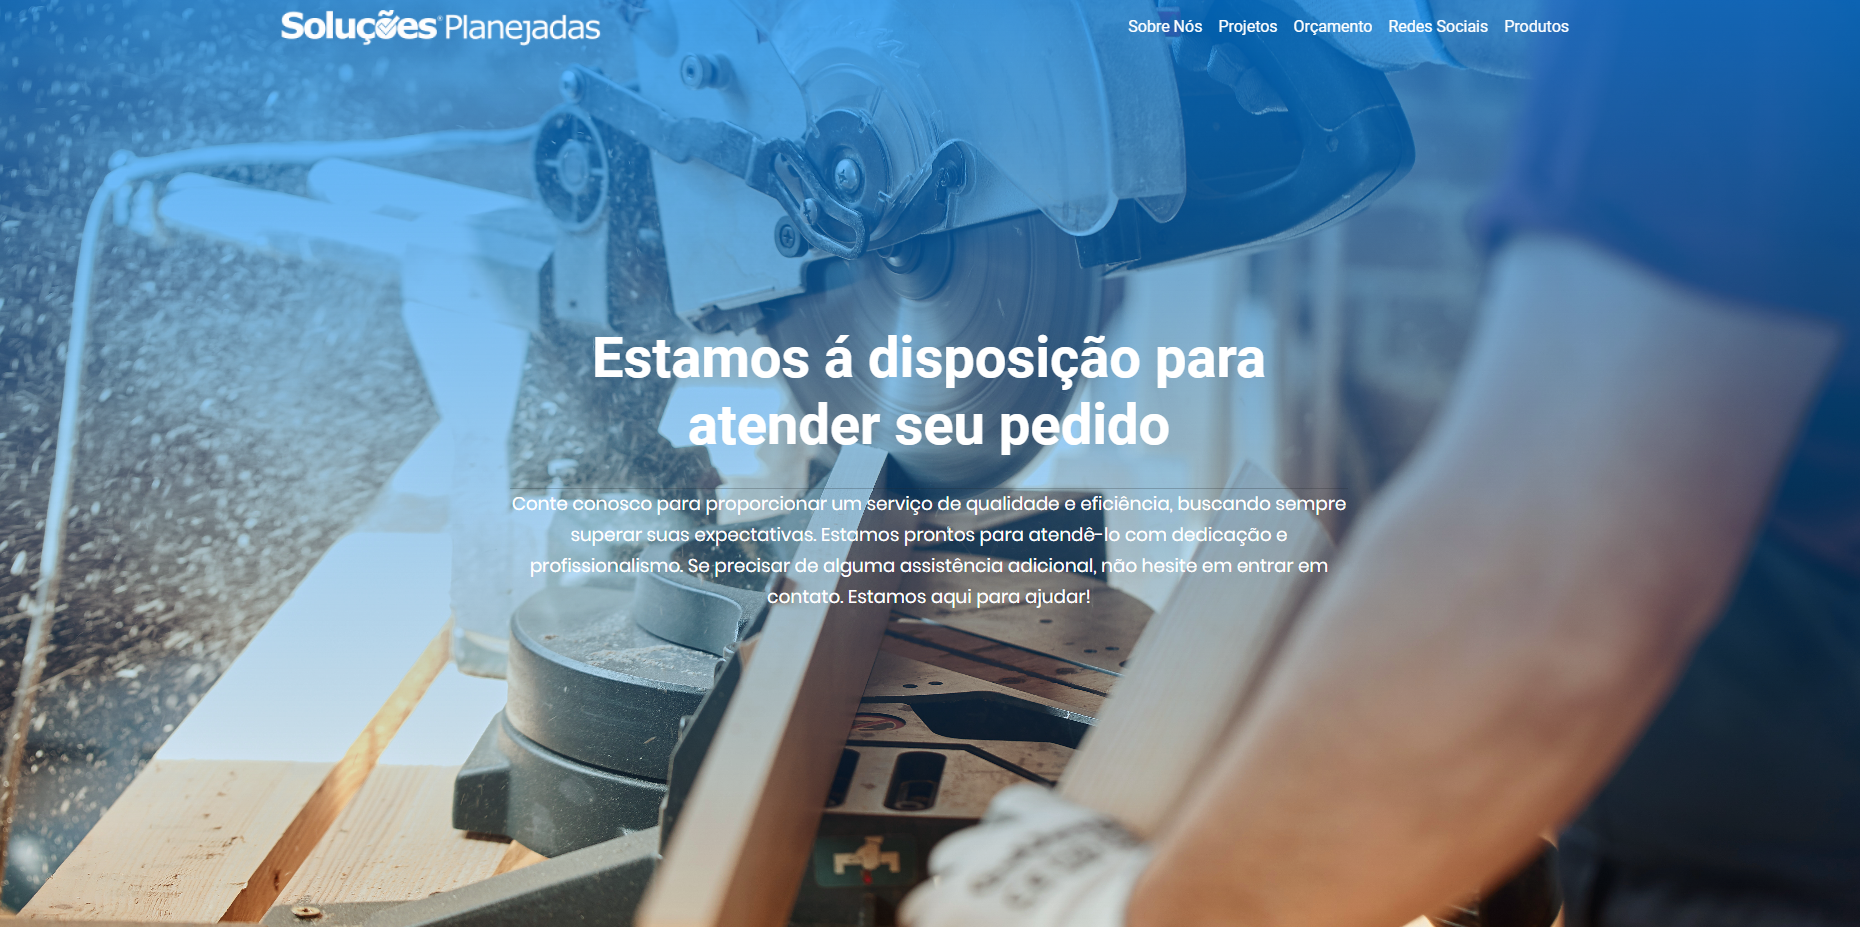 Soluções Planejadas
Sobre Nós Projetos Orçamento Redes Sociais Produtos
Estamos á disposição para
atender seu pedido
Conte conosco para proporcionar um serviço de qualidade e eficiência, buscando sempre
superar suas expectativas. Estamos prontos para atendê-lo com dedicação e
profissionalismo. Se precisar de alguma assistência adicional, não hesite em entrar em
contato. Estamos aqui para ajudar!